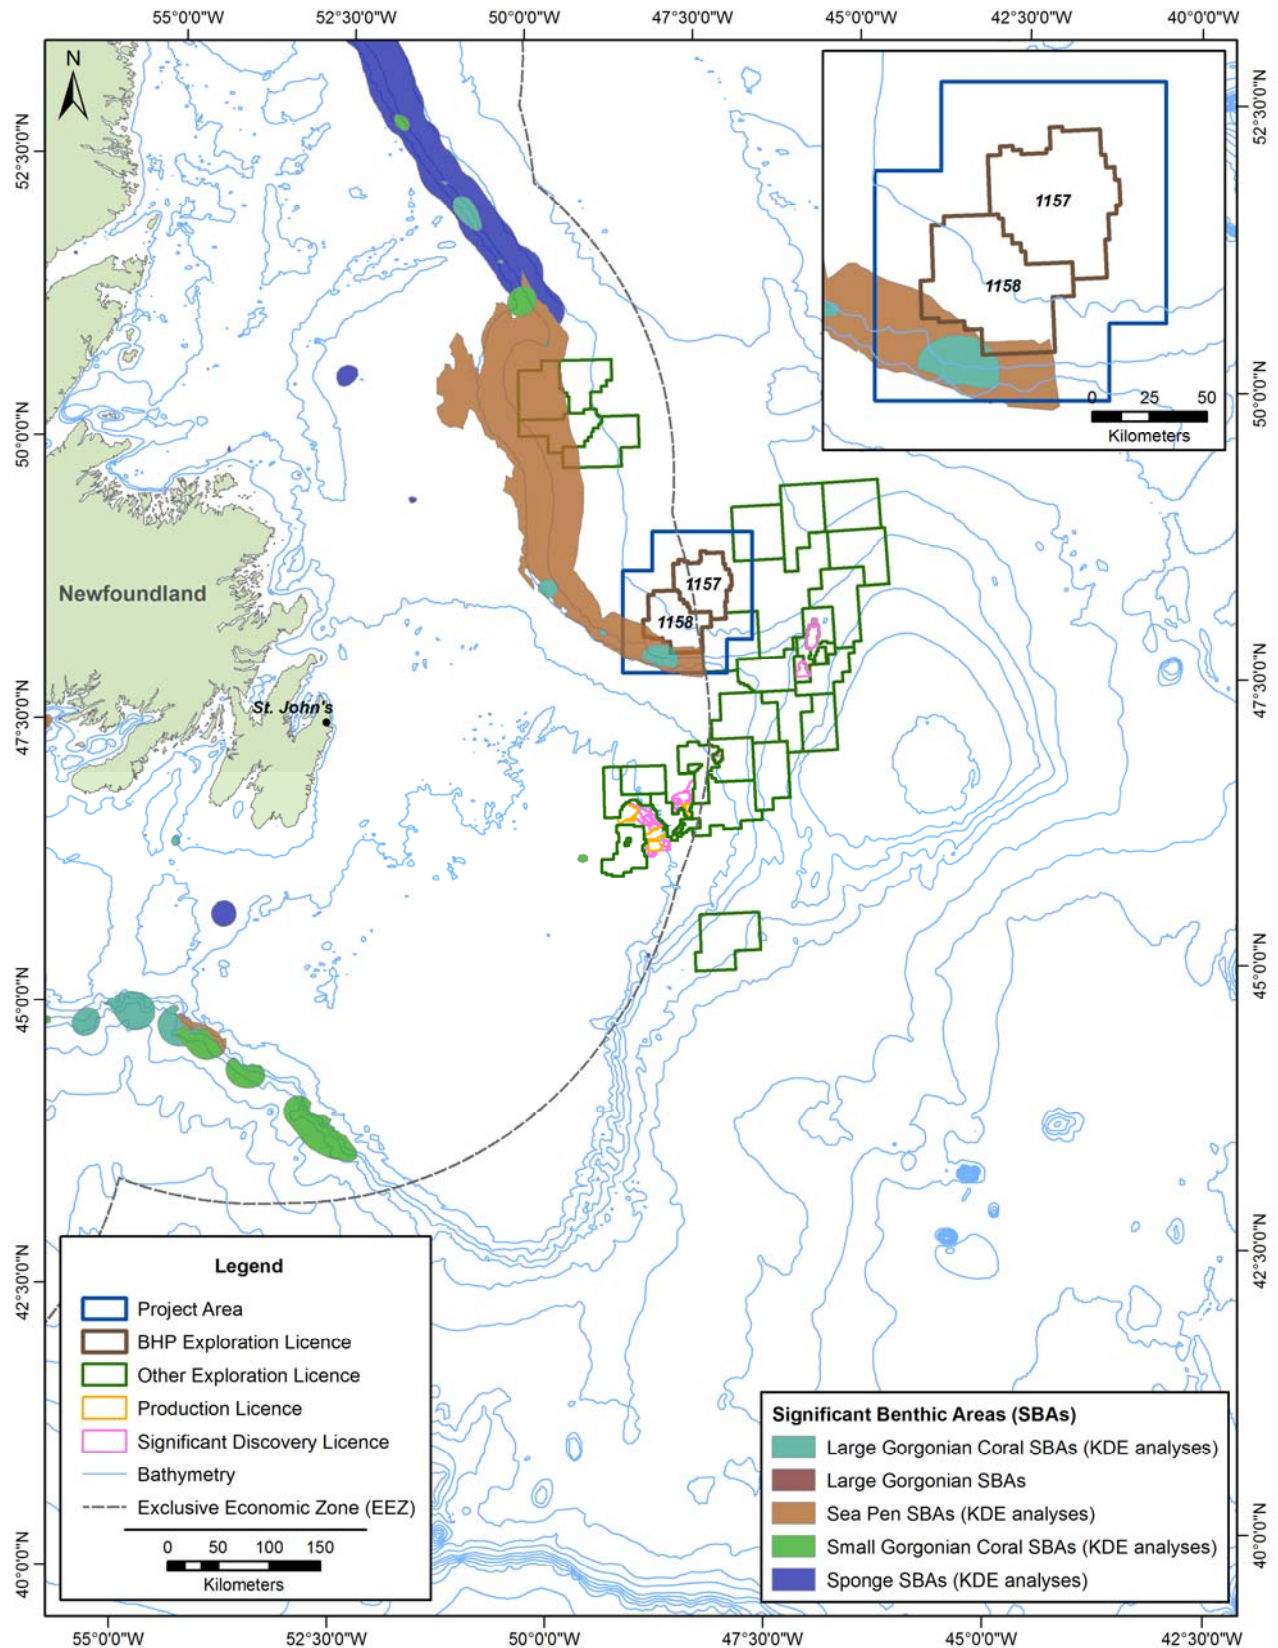 55°0'0"W 52°30'0"W 50°0'0"W 47°30'0"W 45°0'0"W 42°30'0"W 40°0'0"W
N
52°30'0"N
52°30'0"N
1157
1158
0 25 50
Kilometers
50°0'0"N
50°0'0"N
Newfoundland
1157
1158
St. John's
47°30'0"N
47°30'0"N
45°0'0"N
45°0'0"N
42°30'0"N
42°30'0"N
40°0'0"N
40°0'0"N
Legend
Project Area
BHP Exploration Licence
Other Exploration Licence
Production Licence
Significant Discovery Licence
Bathymetry
Exclusive Economic Zone (EEZ)
0 50 100 150
Kilometers
Significant Benthic Areas (SBAs)
Large Gorgonian Coral SBAs (KDE analyses)
Large Gorgonian SBAs
Sea Pen SBAs (KDE analyses)
Small Gorgonian Coral SBAs (KDE analyses)
Sponge SBAs (KDE analyses)
55°0'0"W 52°30'0"W 50°0'0"W 47°30'0"W 45°0'0"W 42°30'0"W